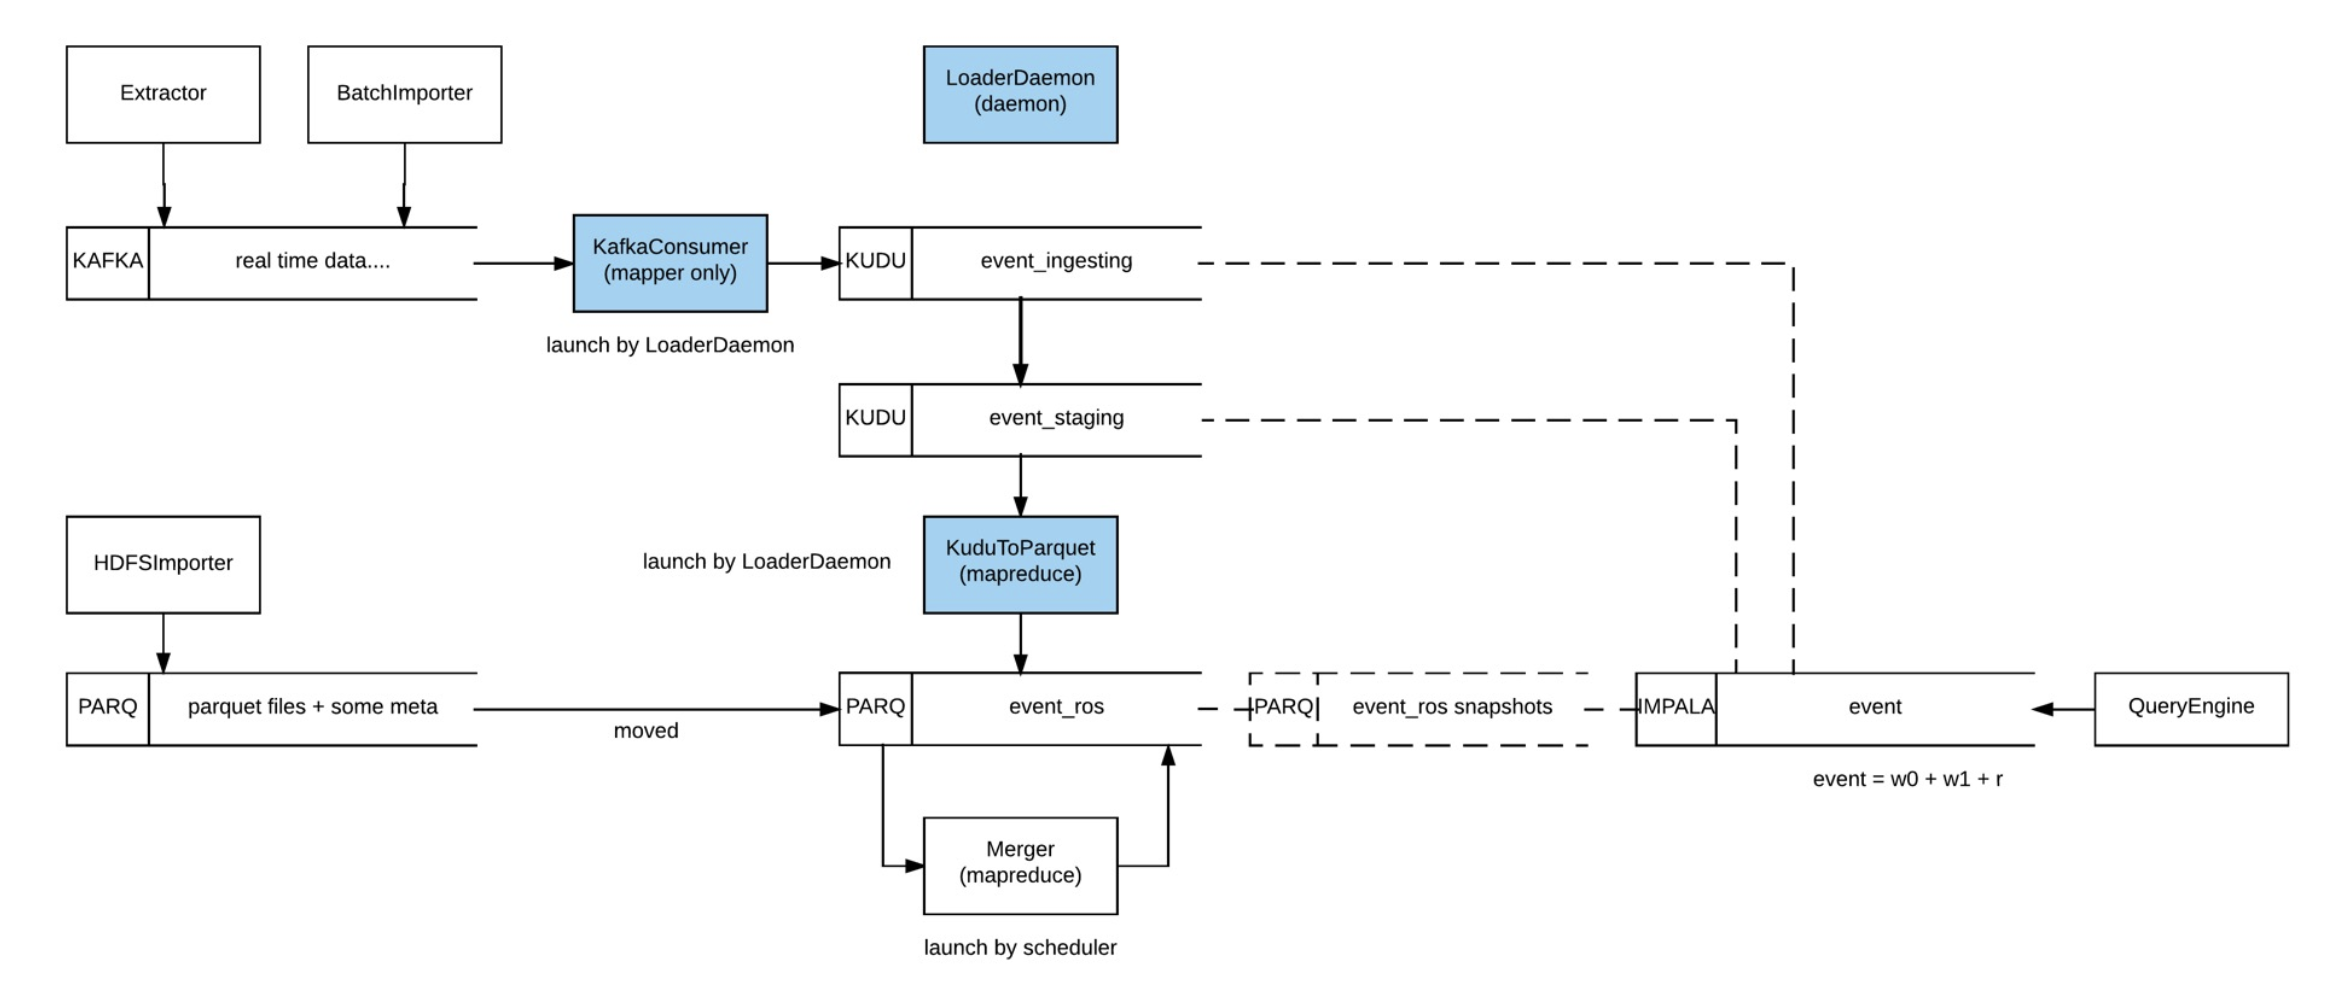 Extractor
BatchImporter
LoaderDaemon
(daemon)
KAFKA
real time data....
KafkaConsumer
(mapper only)
KUDU
event_ingesting
launch by LoaderDaemon
KUDU
event_staging
HDFSImporter
launch by LoaderDaemon
KuduToParquet
(mapreduce)
PARQ
parquet files + some meta
moved
PARQ
event_ros
PARQ
event_ros snapshots
IMPALA
event
QueryEngine
event = w0 + w1 + r
Merger
(mapreduce)
launch by scheduler